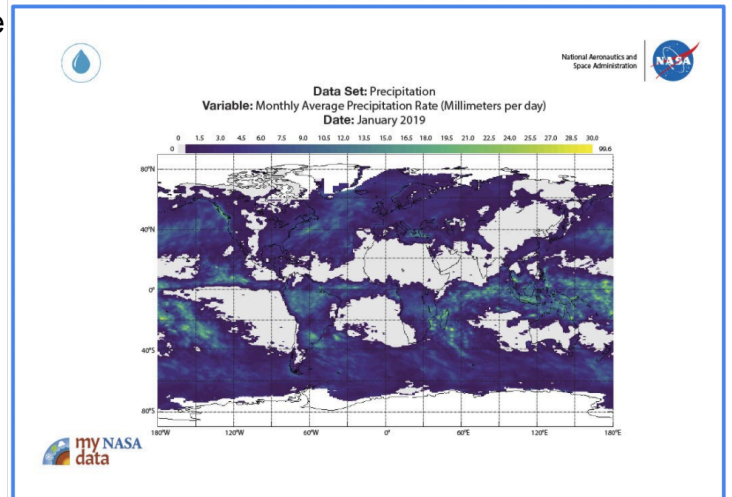 e
National Aeronautics and
Space Administration
NASA
Data Set: Precipitation
Variable: Monthly Average Precipitation Rate (Millimeters per day)
Date: January 2019
0 1.5 3.0 4.5 6.0 7.5 9.0 10.5 12.0 13.5 15.0 16.5 18.0 19.5 21.0 22.5 24.0 25.5 27.0 28.5 30.0
0 99.6
80°N
40°N
0°
40°S
80°S
180°W 120°W 60°W 0° 60°E 120°E 180°E
my NASA
data